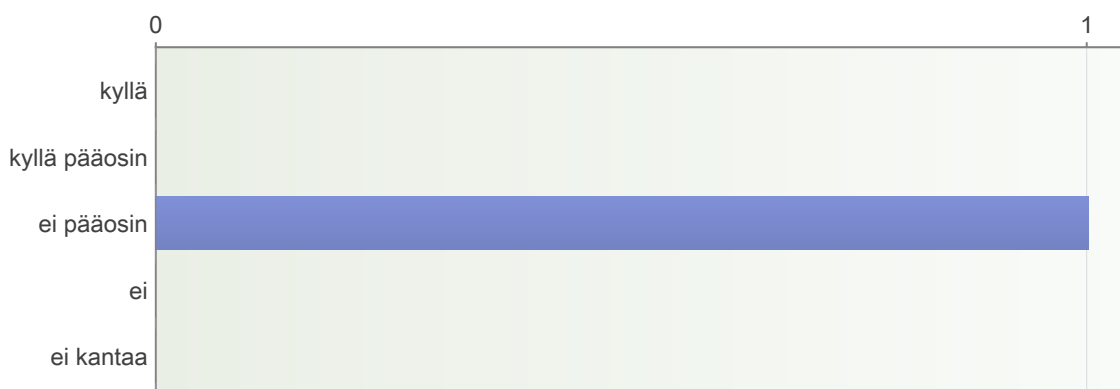 0 1
kyllä
kyllä pääosin
ei pääosin
ei
ei kantaa